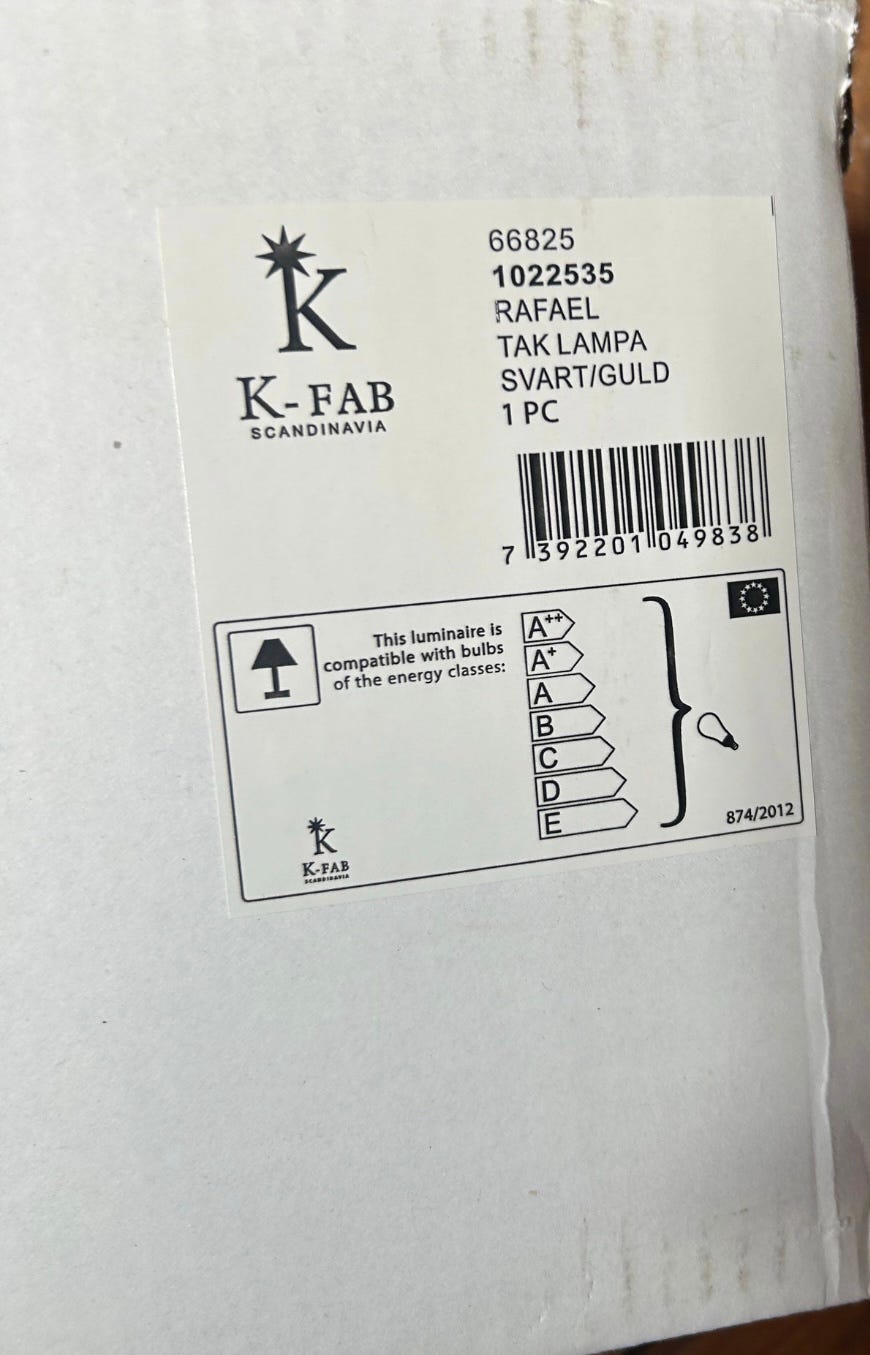 K
K-FAB
SCANDINAVIA
66825
1022535
RAFAEL
TAK LAMPA
SVART/GULD
1 PC
7 392201 049838
This luminaire is
compatible with bulbs
of the energy classes:
A++
A+
A
B
C
D
E
874/2012
K
K-FAB
SCANDINAVIA